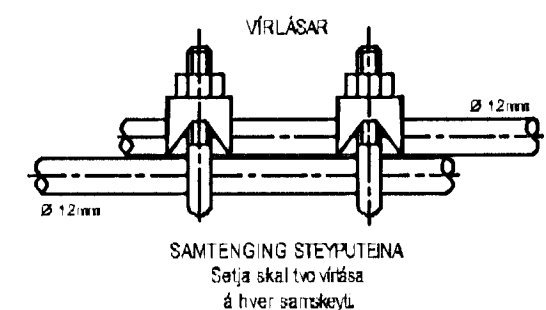 VÍRLÁSAR
Ø 12mm
Ø 12mm
SAMTENGING STEYPUTEINA
Setja skal tvo vírlása
á hver samskeyti.